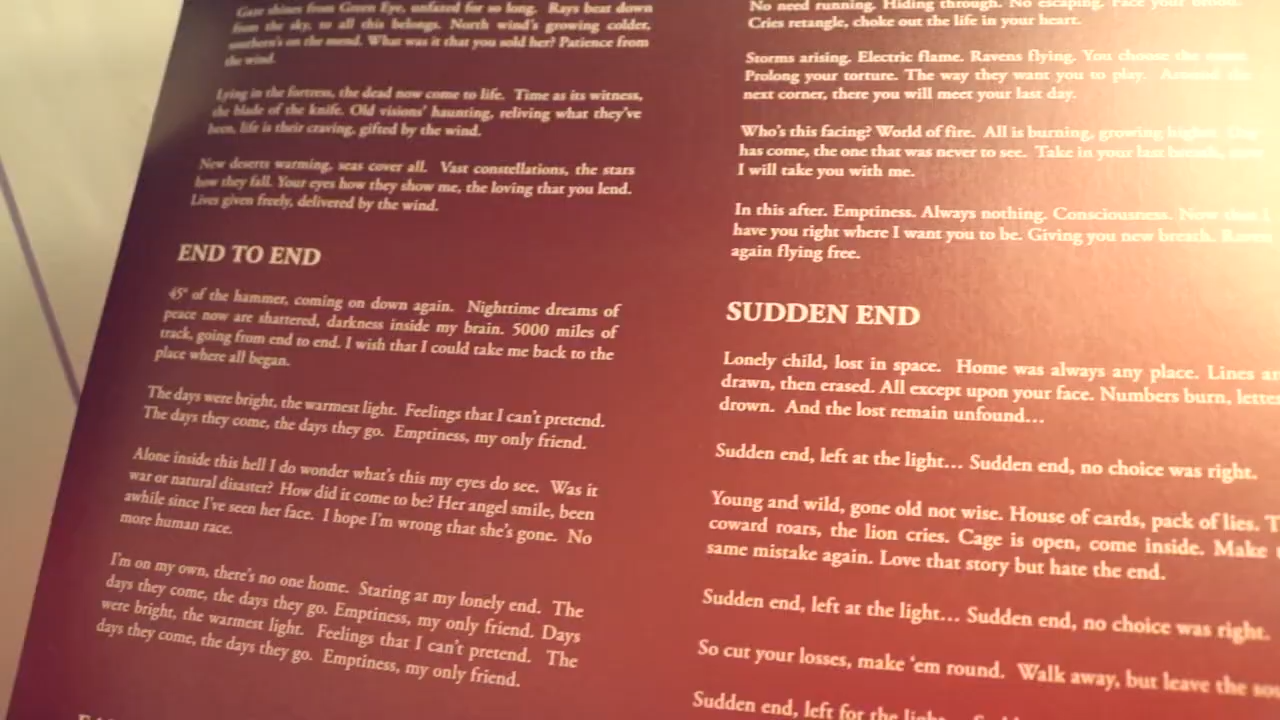 Gaze shines from Green Eye, unfazed for so long. Rays beat down
from the sky, so all this belongs. North wind's growing colder,
southern's on the mend. What was it that you sold her? Patience from
the wind.
Lying in the fortress, the dead now come to life. Time as its witness,
the blade of the knife. Old visions' haunting, reliving what they've
been, life is their craving, gifted by the wind.
New deserts warming, seas cover all. Vast constellations, the stars
how they fall. Your eyes how they show me, the loving that you lend.
Lives given freely, delivered by the wind.
END TO END
45° of the hammer, coming on down again. Nighttime dreams of
peace now are shattered, darkness inside my brain. 5000 miles of
track, going from end to end. I wish that I could take me back to the
place where all began.
The days were bright, the warmest light. Feelings that I can't pretend.
The days they come, the days they go. Emptiness, my only friend.
Alone inside this hell I do wonder what's this my eyes do see. Was it
war or natural disaster? How did it come to be? Her angel smile, been
awhile since I've seen her face. I hope I'm wrong that she's gone. No
more human race.
I'm on my own, there's no one home. Staring at my lonely end. The
days they come, the days they go. Emptiness, my only friend. Days
were bright, the warmest light. Feelings that I can't pretend. The
days they come, the days they go. Emptiness, my only friend.
No need running. Hiding through. No escaping. Face your
Cries retangle, choke out the life in your heart.
Storms arising. Electric flame. Ravens flying. You choose the
Prolong your torture. The way they want you to play. Around the
next corner, there you will meet your last day.
Who's this facing? World of fire. All is burning, growing higher.
has come, the one that was never to see. Take in your last breath,
I will take you with me.
In this after. Emptiness. Always nothing. Consciousness. Now that I
have you right where I want you to be. Giving you new breath.
again flying free.
SUDDEN END
Lonely child, lost in space. Home was always any place. Lines
drawn, then erased. All except upon your face. Numbers burn,
drown. And the lost remain unfound...
Sudden end, left at the light... Sudden end, no choice was right.
Young and wild, gone old not wise. House of cards, pack of lies.
coward roars, the lion cries. Cage is open, come inside. Make
same mistake again. Love that story but hate the end.
Sudden end, left at the light... Sudden end, no choice was right.
So cut your losses, make 'em round. Walk away, but leave the
Sudden end, left for the light...